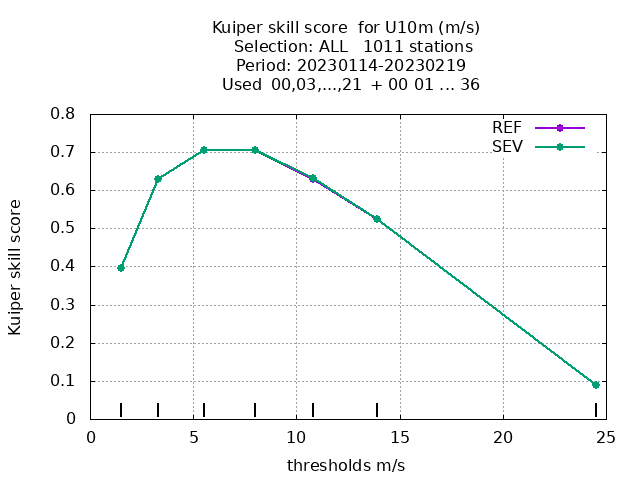 Kuiper skill score for U10m (m/s)
Selection: ALL 1011 stations
Period: 20230114-20230219
Used 00,03,...,21 + 00 01 ... 36
REF
SEV
Kuiper skill score
0.8
0.7
0.6
0.5
0.4
0.3
0.2
0.1
0
0 5 10 15 20 25
thresholds m/s